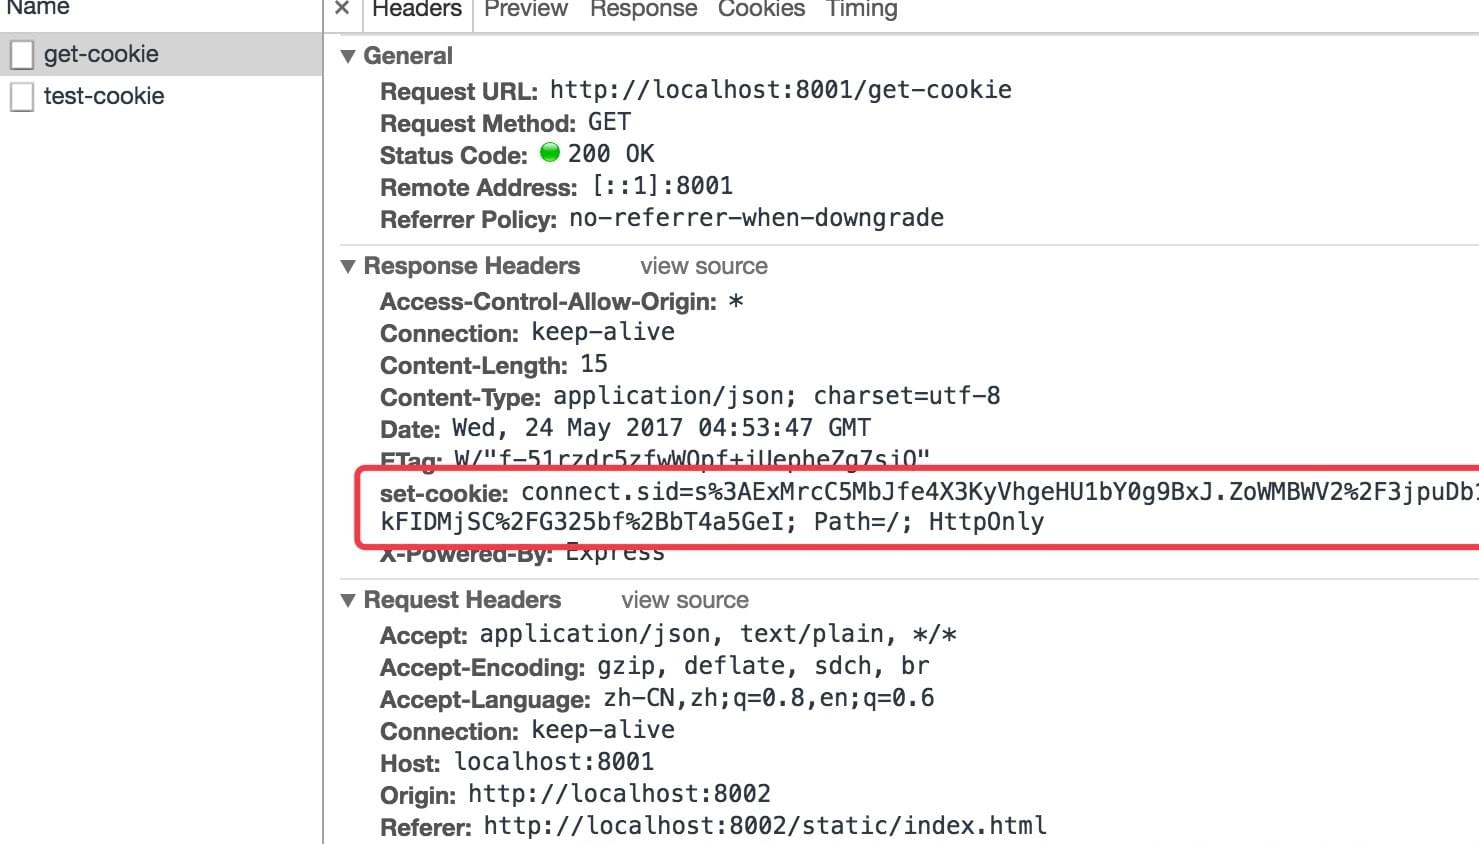 Name
get-cookie
test-cookie
× Headers Preview Response Cookies Timing
▼ General
Request URL: http://localhost:8001/get-cookie
Request Method: GET
Status Code: 200 OK
Remote Address: [::1]:8001
Referrer Policy: no-referrer-when-downgrade
▼ Response Headers view source
Access-Control-Allow-Origin: *
Connection: keep-alive
Content-Length: 15
Content-Type: application/json; charset=utf-8
Date: Wed, 24 May 2017 04:53:47 GMT
ETag:
set-cookie: connect.sid=s%3AExMrcC5MbJfe4X3KyVhgeHU1bY0g9BxJ.ZoWMBWV2%2F3jpuDb1
kFIDMjSC%2FG325bf%2BbT4a5GeI; Path=/; HttpOnly
X-Powered-By: Express
▼ Request Headers view source
Accept: application/json, text/plain, */*
Accept-Encoding: gzip, deflate, sdch, br
Accept-Language: zh-CN,zh;q=0.8,en;q=0.6
Connection: keep-alive
Host: localhost:8001
Origin: http://localhost:8002
Referer: http://localhost:8002/static/index.html